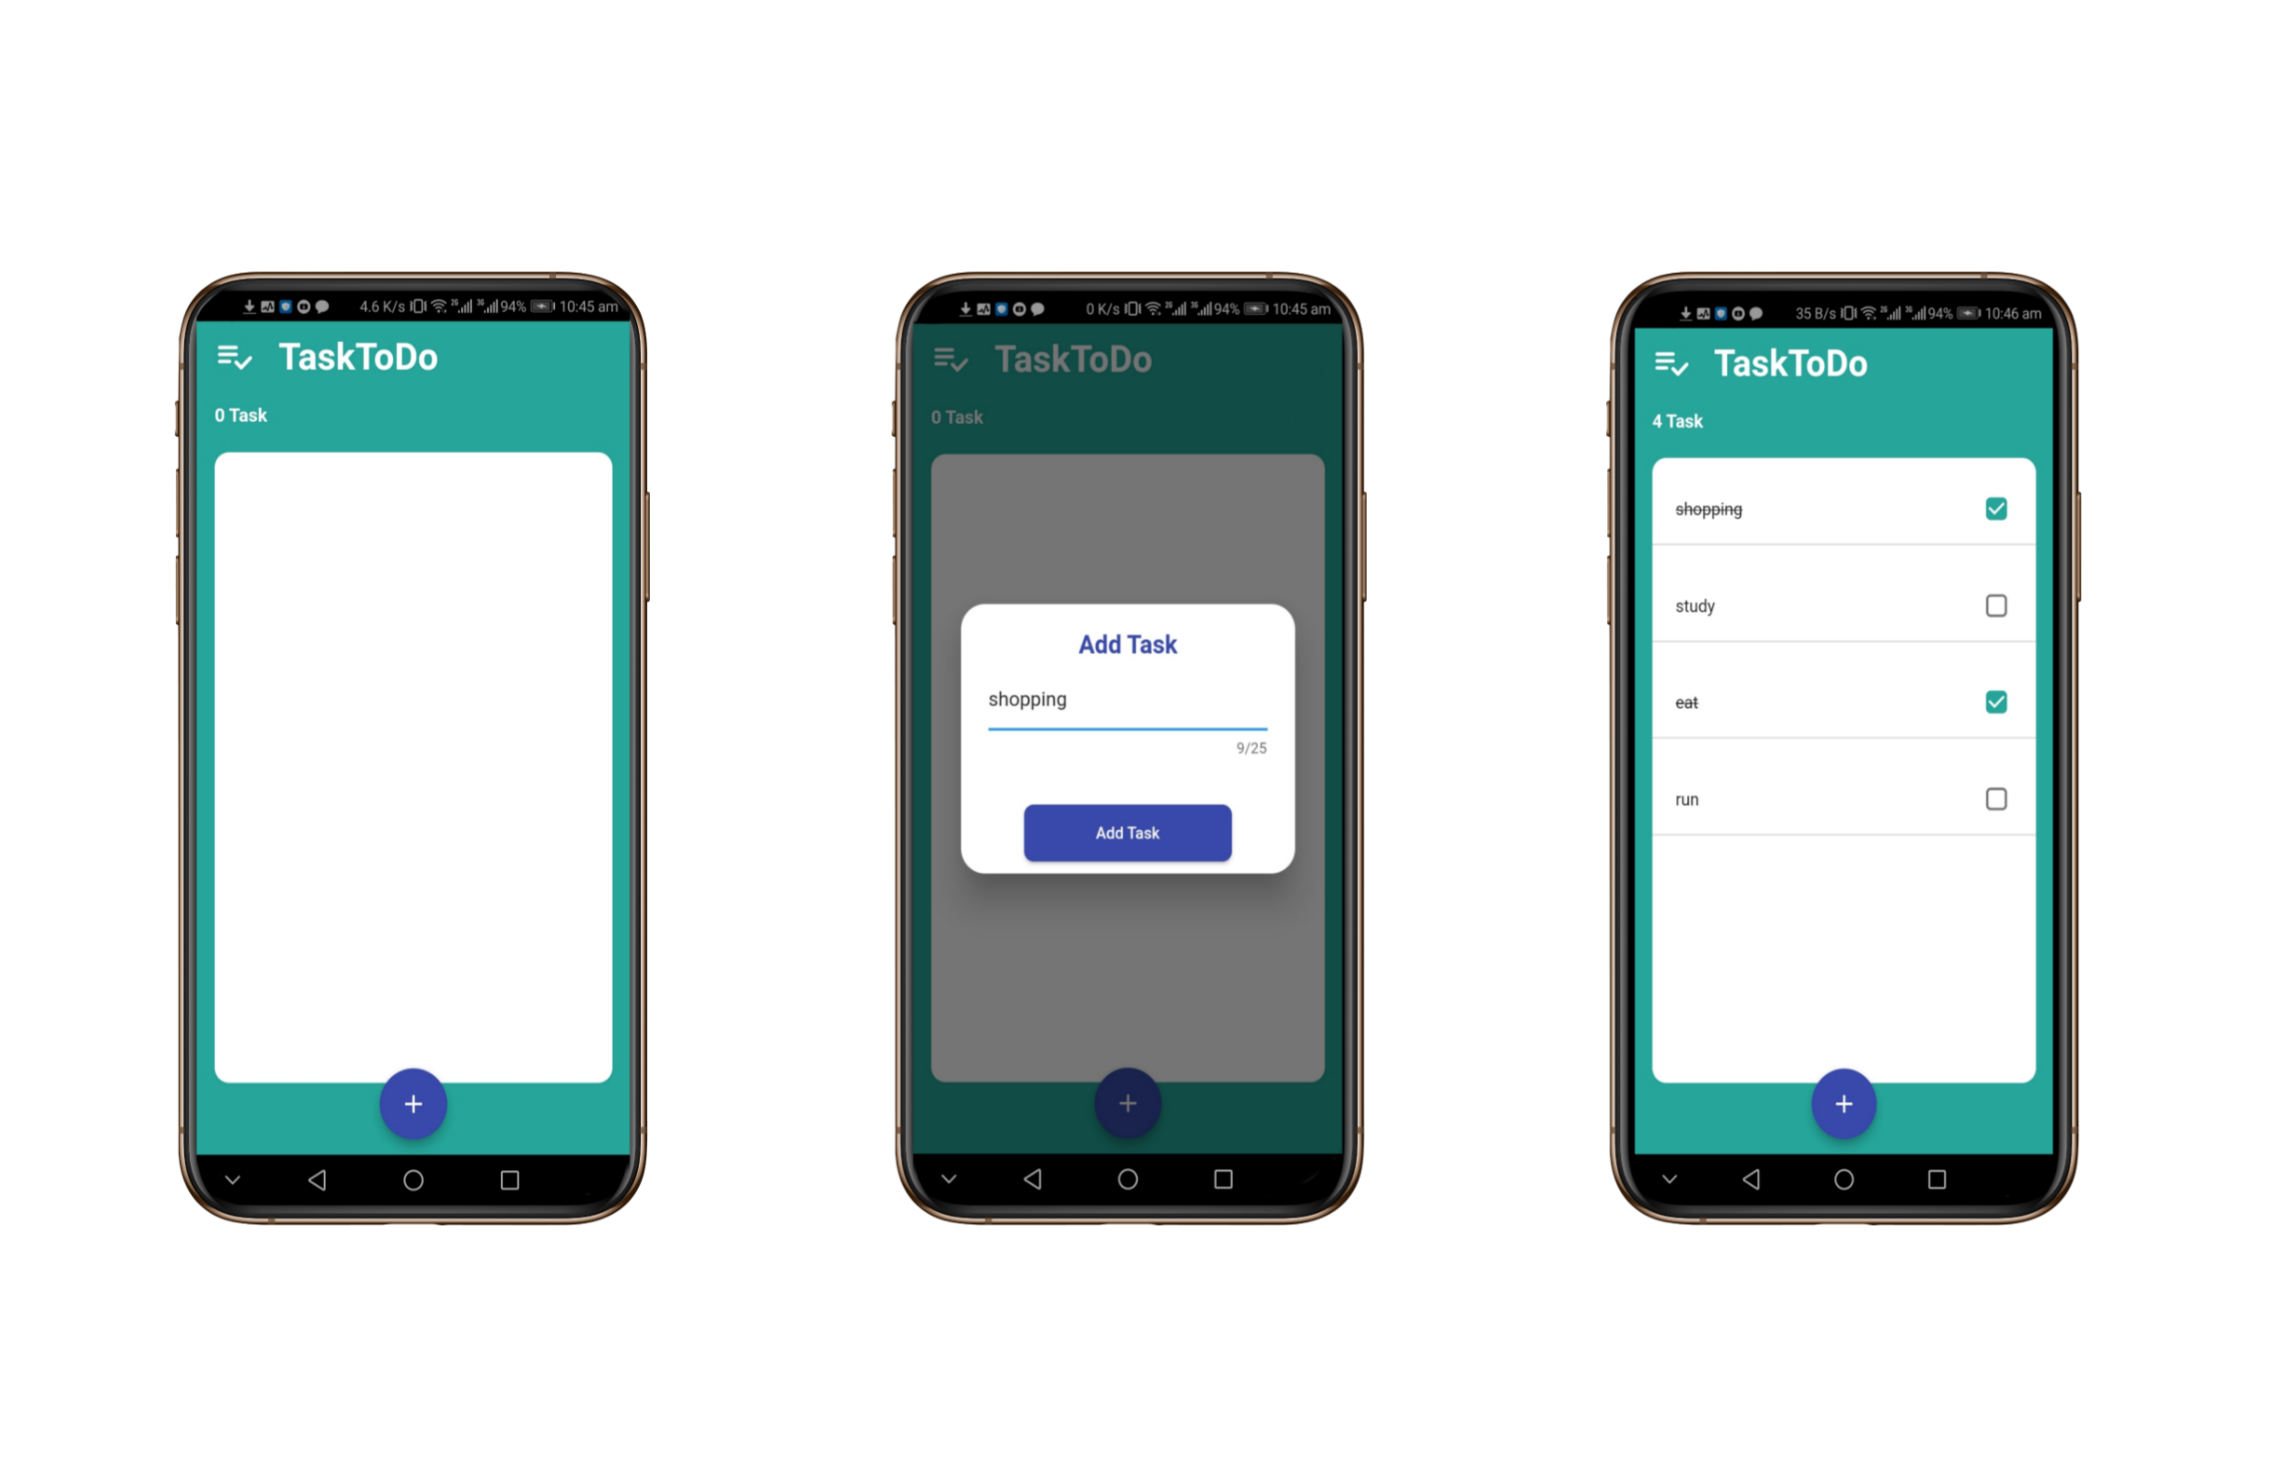 4.6 K/s 94% 10:45 am
TaskToDo
0 Task
0 K/s 94% 10:45 am
TaskToDo
0 Task
Add Task
shopping
9/25
Add Task
35 B/s 94% 10:46 am
TaskToDo
4 Task
shopping
study
eat
run